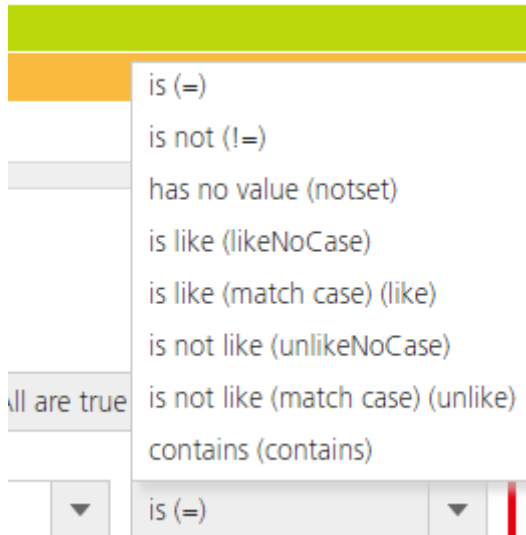 is (=)
is not (!=)
has no value (notset)
is like (likeNoCase)
is like (match case) (like)
is not like (unlikeNoCase)
All are true
is not like (match case) (unlike)
contains (contains)
is (=)